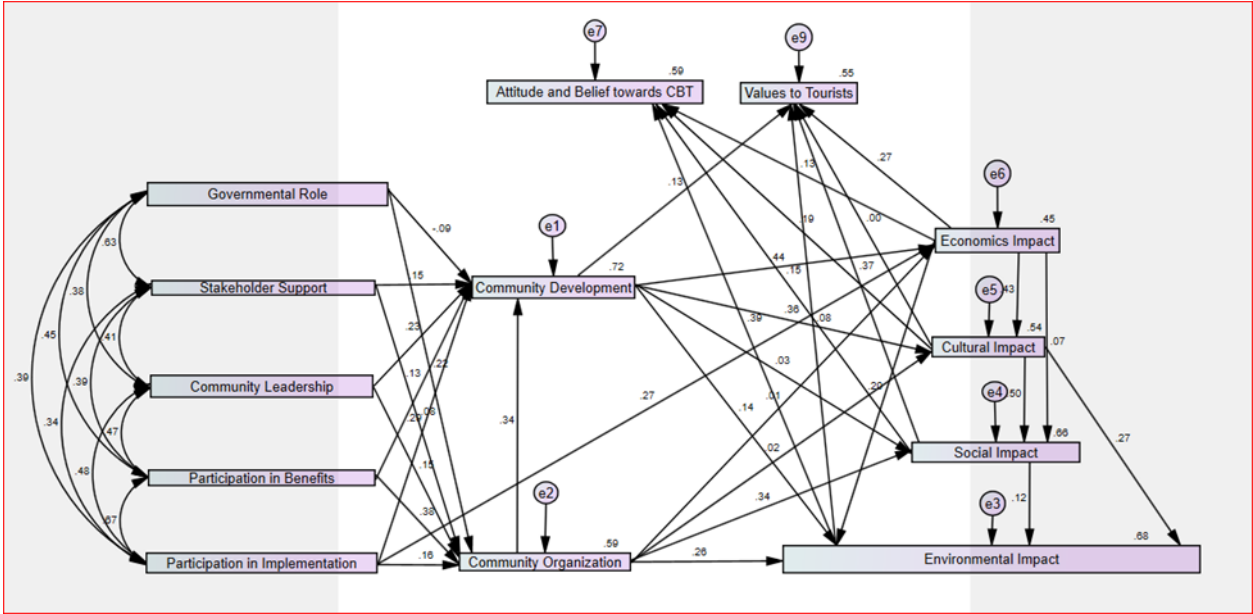 e7
e9
.59
.55
Attitude and Belief towards CBT
Values to Tourists
.13
.27
e6
.13
.45
Governmental Role
.19
.00
e1
Economics Impact
.63
-.09
.72
.44
.15
.37
Stakeholder Support
.15
Community Development
e5
.43
.38
.39
.36
.08
.54
.45
.41
.23
Cultural Impact
.07
.22
.03
.39
.39
.13
.20
Community Leadership
e4
.50
.34
.29
.08
.34
.27
.01
.14
.47
.66
.27
.48
.15
.02
Social Impact
Participation in Benefits
e2
.34
.12
e3
.67
.38
.59
.68
.16
.26
Participation in Implementation
Community Organization
Environmental Impact